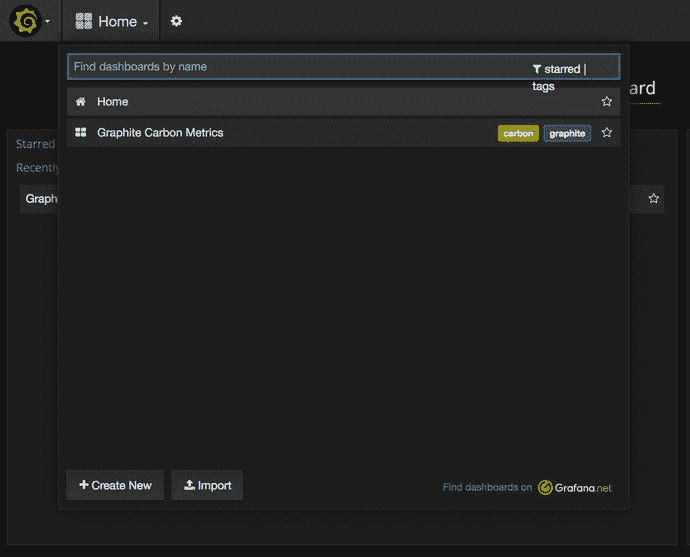 Home
Find dashboards by name
starred |
tags
ard
Home
Graphite Carbon Metrics
carbon
graphite
Starred
Recently
Graph
Create New
Import
Find dashboards on Grafana.net